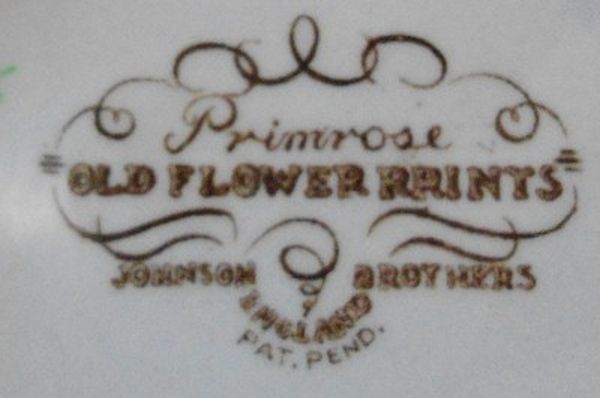 Primrose
OLD FLOWER PRINTS
JOHNSON BROTHERS
ENGLAND
PAT. PEND.